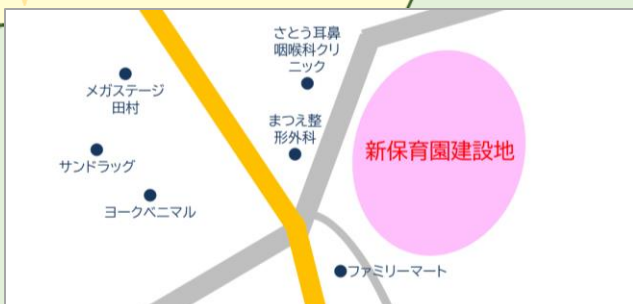 さとう耳鼻
咽喉科クリ
ニック
メガステージ
田村
まつえ整
形外科
新保育園建設地
サンドラッグ
ヨークベニマル
ファミリーマート